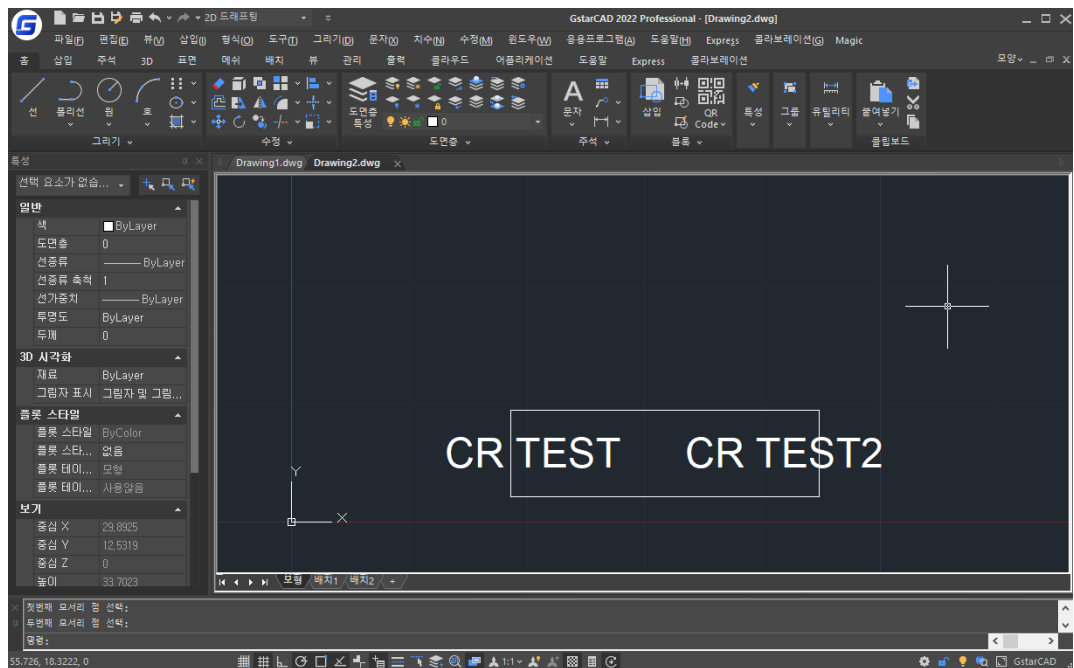 2D 드래프팅
GstarCAD 2022 Professional - [Drawing2.dwg]
파일(F) 편집(E) 뷰(V) 삽입(I) 형식(O) 도구(T) 그리기(D) 문자(X) 치수(N) 수정(M) 윈도우(W) 응용프로그램(A) 도움말(H) Express 콜라보레이션(G) Magic
홈 삽입 주석 3D 표면 메쉬 배치 뷰 관리 출력 클라우드 어플리케이션 도움말 Express 콜라보레이션 모양
선 폴리선 원 호
도면층 특성
0
문자
삽입
QR Code
특성 그룹 유틸리티 붙여넣기
그리기 수정 도면층 주석 블록 클립보드
특성
Drawing1.dwg Drawing2.dwg
선택 요소가 없습...
일반
색 ByLayer
도면층 0
선종류 ByLayer
선종류 축척 1
선가중치 ByLayer
투명도 ByLayer
두께 0
3D 시각화
재료 ByLayer
그림자 표시 그림자 및 그림...
플롯 스타일
플롯 스타일 ByColor
플롯 스타... 없음
플롯 테이... 모형
플롯 테이... 사용않음
보기
중심 X 29,8925
중심 Y 12,5319
중심 Z 0
높이 33,7023
CR TEST CR TEST2
Y
X
모형 배치1 배치2 +
첫번째 모서리 점 선택:
두번째 모서리 점 선택:
명령:
55.726, 18.3222, 0
1:1
GstarCAD